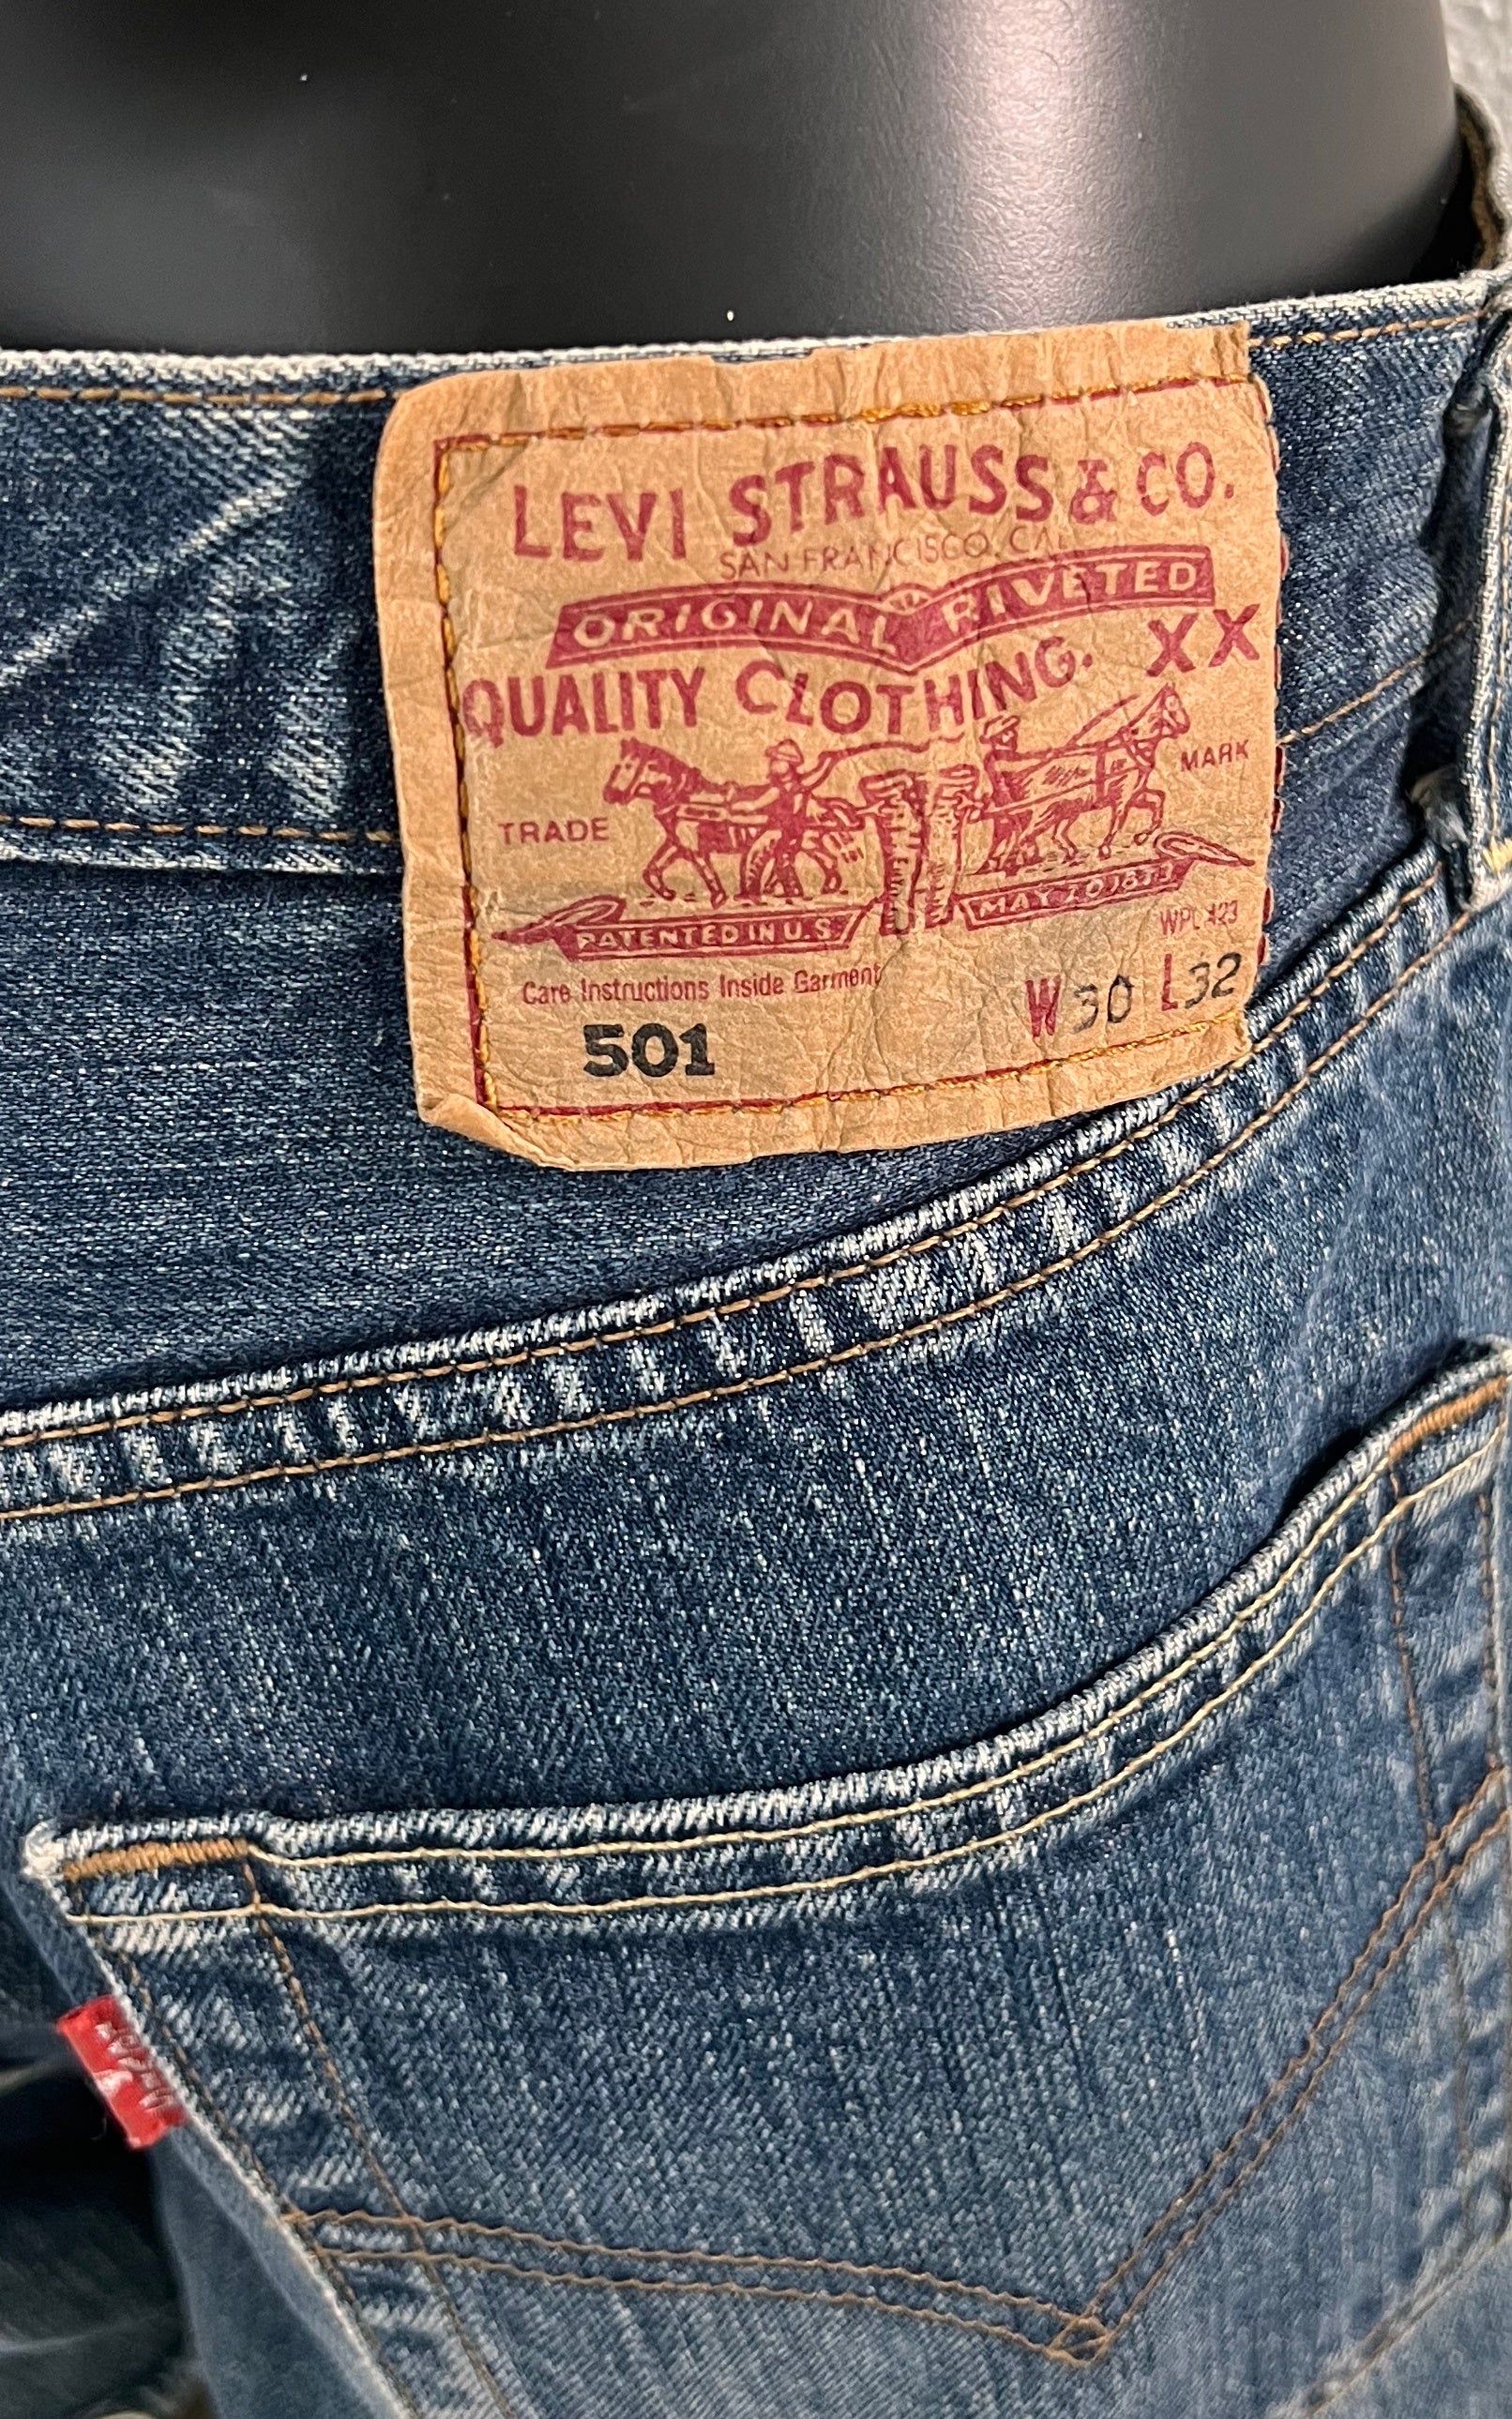 LEVI STRAUSS & CO.
SAN FRANCISCO, CAL
ORIGINAL RIVETED
QUALITY CLOTHING. XX
TRADE MARK
PATENTED IN U.S. MAY 20 1873
WPL 423
Care Instructions Inside Garment
501 W 30 L 32